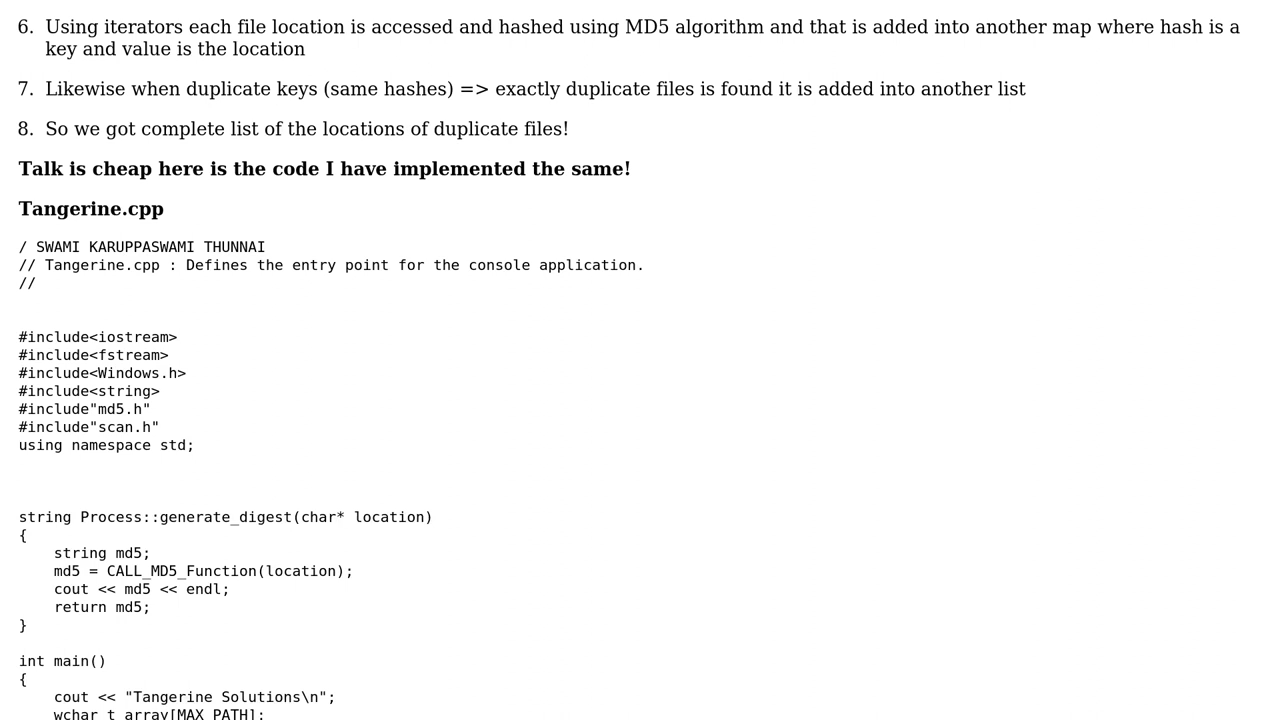 6. Using iterators each file location is accessed and hashed using MD5 algorithm and that is added into another map where hash is a
key and value is the location
7. Likewise when duplicate keys (same hashes) => exactly duplicate files is found it is added into another list
8. So we got complete list of the locations of duplicate files!
Talk is cheap here is the code I have implemented the same!
Tangerine.cpp
/ SWAMI KARUPPASWAMI THUNNAI
// Tangerine.cpp : Defines the entry point for the console application.
//
#include<iostream>
#include<fstream>
#include<Windows.h>
#include<string>
#include"md5.h"
#include"scan.h"
using namespace std;
string Process::generate_digest(char* location)
{
    string md5;
    md5 = CALL_MD5_Function(location);
    cout << md5 << endl;
    return md5;
}
int main()
{
    cout << "Tangerine Solutions\n";
    wchar_t array[MAX_PATH];